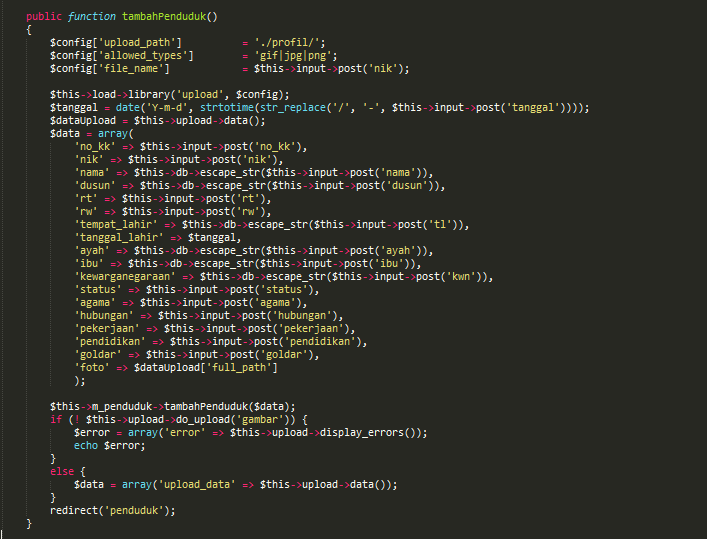 public function tambahPenduduk()
{
$config['upload_path'] = './profil/';
$config['allowed_types'] = 'gif|jpg|png';
$config['file_name'] = $this->input->post('nik');
$this->load->library('upload', $config);
$tanggal = date('Y-m-d', strtotime(str_replace('/', '-', $this->input->post('tanggal'))));
$dataUpload = $this->upload->data();
$data = array(
'no_kk' => $this->input->post('no_kk'),
'nik' => $this->input->post('nik'),
'nama' => $this->db->escape_str($this->input->post('nama')),
'dusun' => $this->db->escape_str($this->input->post('dusun')),
'rt' => $this->input->post('rt'),
'rw' => $this->input->post('rw'),
'tempat_lahir' => $this->db->escape_str($this->input->post('tl')),
'tanggal_lahir' => $tanggal,
'ayah' => $this->db->escape_str($this->input->post('ayah')),
'ibu' => $this->db->escape_str($this->input->post('ibu')),
'kewarganegaraan' => $this->db->escape_str($this->input->post('kwn')),
'status' => $this->input->post('status'),
'agama' => $this->input->post('agama'),
'hubungan' => $this->input->post('hubungan'),
'pekerjaan' => $this->input->post('pekerjaan'),
'pendidikan' => $this->input->post('pendidikan'),
'goldar' => $this->input->post('goldar'),
'foto' => $dataUpload['full_path']
);
$this->m_penduduk->tambahPenduduk($data);
if (! $this->upload->do_upload('gambar')) {
$error = array('error' => $this->upload->display_errors());
echo $error;
}
else {
$data = array('upload_data' => $this->upload->data());
}
redirect('penduduk');
}